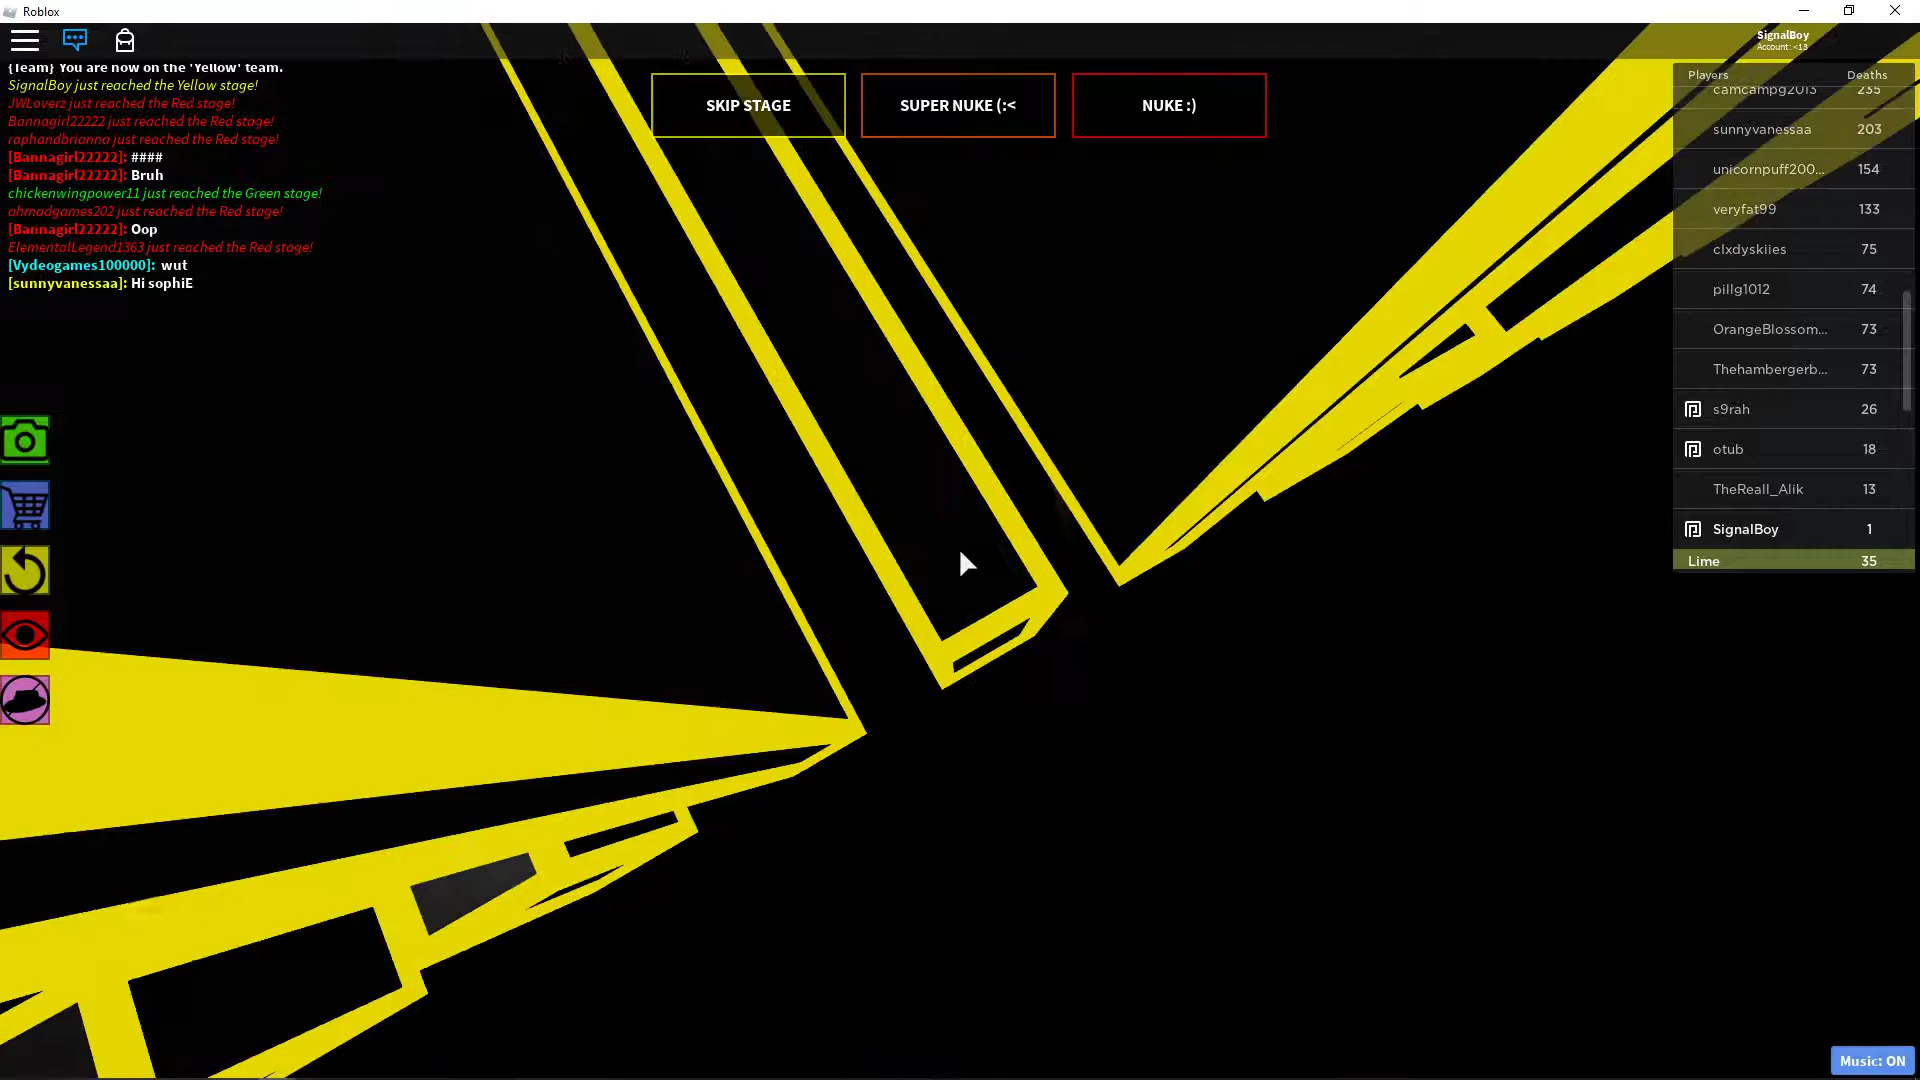 Roblox
SignalBoy
Account: <13
{Team} You are now on the 'Yellow' team.
SignalBoy just reached the Yellow stage!
JWLoverz just reached the Red stage!
Bannagirl22222 just reached the Red stage!
raphandbrianna just reached the Red stage!
[Bannagirl22222]: ####
[Bannagirl22222]: Bruh
chickenwingpower11 just reached the Green stage!
ahmadgames202 just reached the Red stage!
[Bannagirl22222]: Oop
ElementalLegend1363 just reached the Red stage!
[Vydeogames100000]: wut
[sunnyvanessaa]: Hi sophiE
SKIP STAGE
SUPER NUKE (:<
NUKE :)
Players Deaths
camcampg2013 235
sunnyvanessaa 203
unicornpuff200... 154
veryfat99 133
clxdyskiies 75
pillg1012 74
OrangeBlossom... 73
Thehambergerb... 73
s9rah 26
otub 18
TheReall_Alik 13
SignalBoy 1
Lime 35
Music: ON